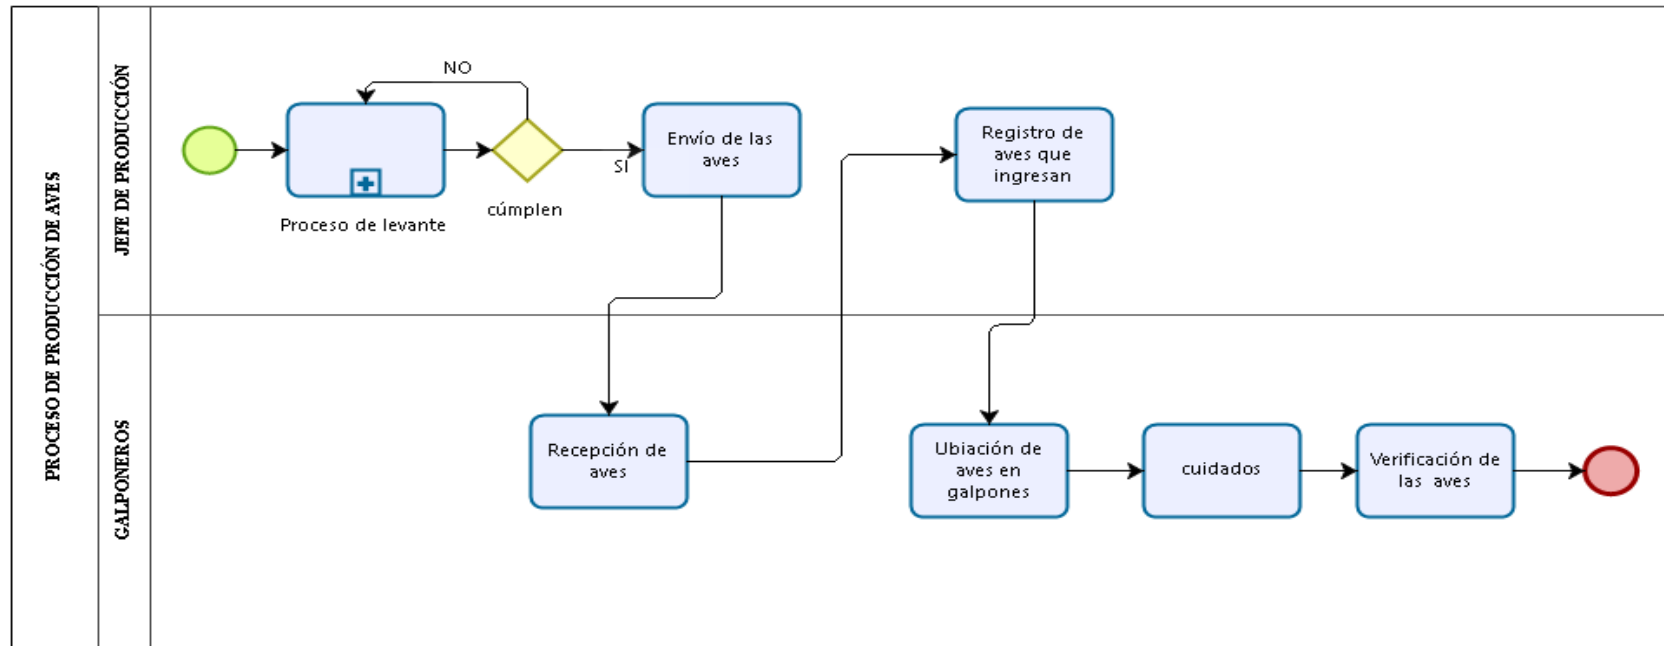 PROCESO DE PRODUCCIÓN DE AVES
JEFE DE PRODUCCIÓN
NO
Proceso de levante
cúmplen
SI
Envío de las
aves
Registro de
aves que
ingresan
GALPONEROS
Recepción de
aves
Ubiación de
aves en
galpones
cuidados
Verificación de
las aves